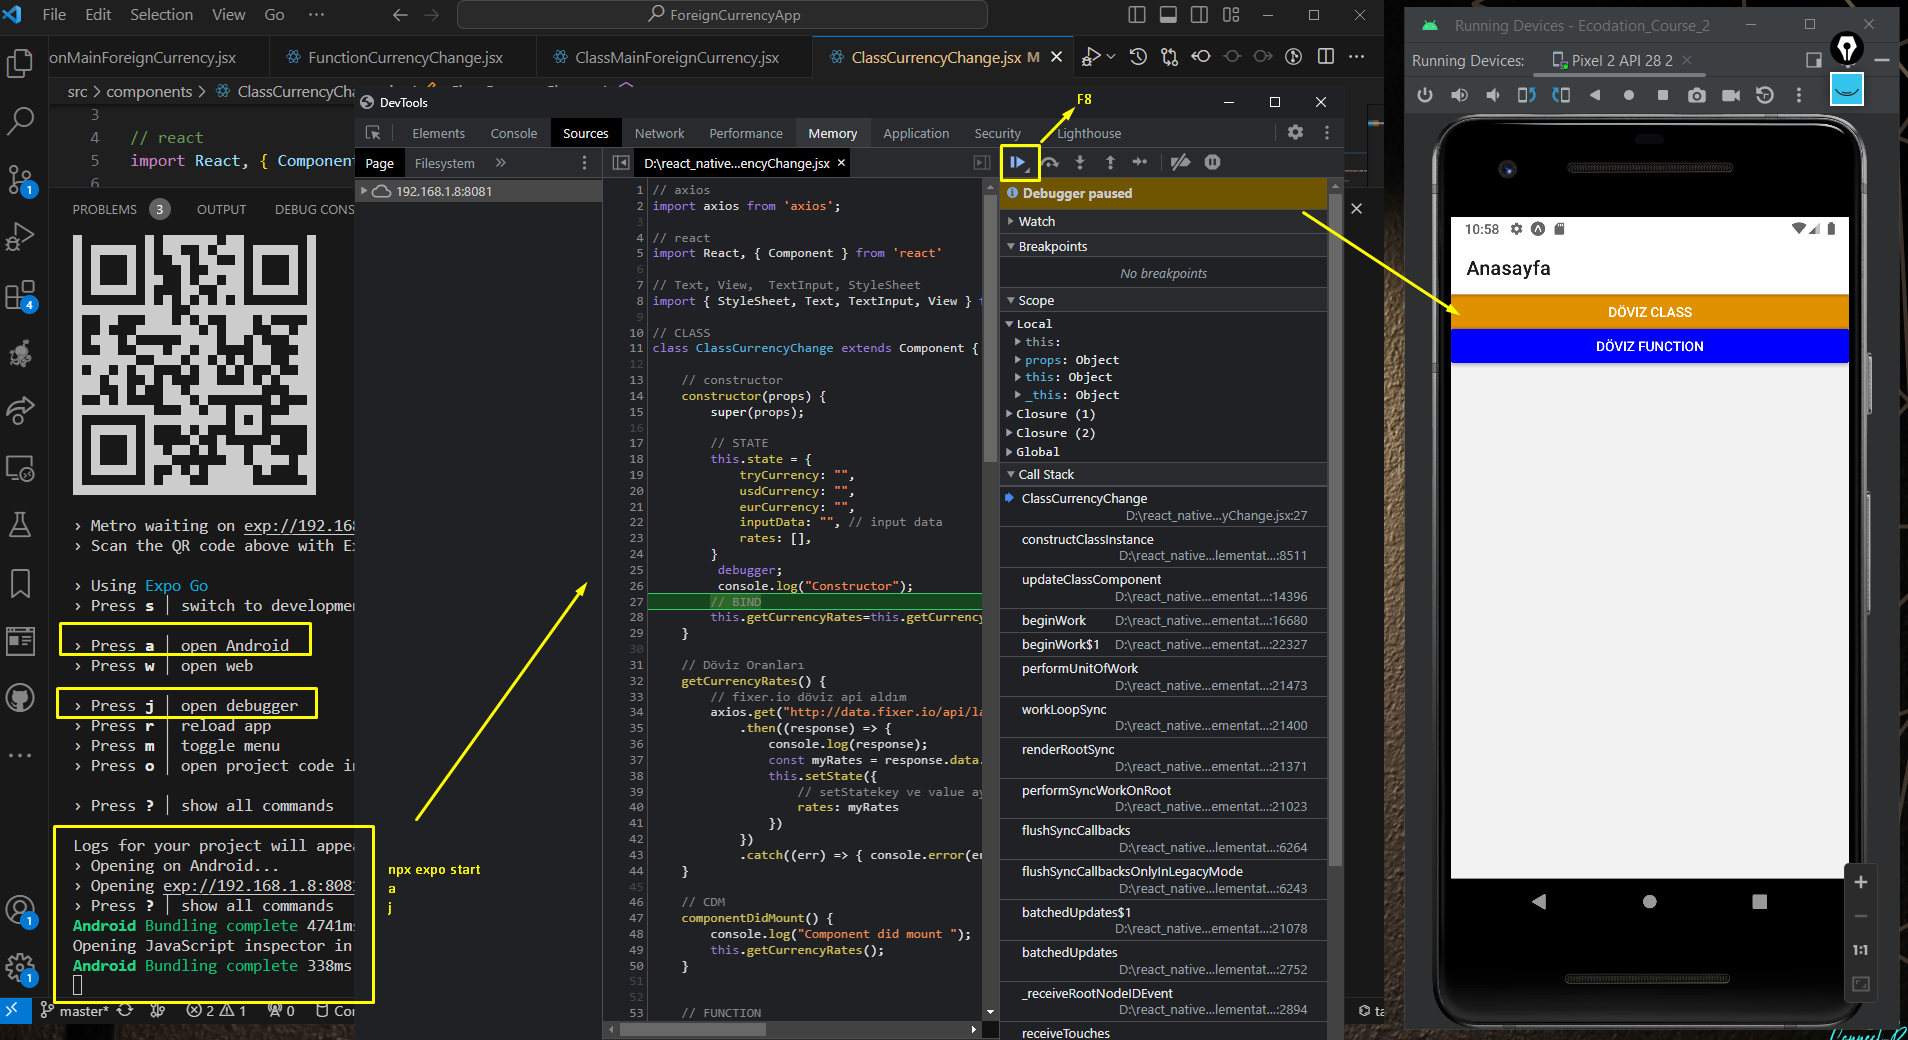 File Edit Selection View Go ···
ForeignCurrencyApp
onMainForeignCurrency.jsx
FunctionCurrencyChange.jsx
ClassMainForeignCurrency.jsx
ClassCurrencyChange.jsx M
src > components > ClassCurrencyCha
3
4 // react
5 import React, { Component
6
PROBLEMS 3 OUTPUT DEBUG CONS
› Metro waiting on exp://192.168
› Scan the QR code above with Ex
› Using Expo Go
› Press s │ switch to developmen
› Press a │ open Android
› Press w │ open web
› Press j │ open debugger
› Press r │ reload app
› Press m │ toggle menu
› Press o │ open project code in
› Press ? │ show all commands
Logs for your project will appea
› Opening on Android...
› Opening exp://192.168.1.8:8081
› Press ? │ show all commands
Android Bundling complete 4741ms
Opening JavaScript inspector in
Android Bundling complete 338ms
1
4
1
1
master* 2 1 0 Con
npx expo start
a
j
DevTools
F8
Elements Console Sources Network Performance Memory Application Security Lighthouse
Page Filesystem »
D:\react_native...encyChange.jsx ×
192.168.1.8:8081
1 // axios
2 import axios from 'axios';
3
4 // react
5 import React, { Component } from 'react'
6
7 // Text, View,  TextInput, StyleSheet
8 import { StyleSheet, Text, TextInput, View } f
9
10 // CLASS
11 class ClassCurrencyChange extends Component {
12
13 // constructor
14 constructor(props) {
15 super(props);
16
17 // STATE
18 this.state = {
19 tryCurrency: "",
20 usdCurrency: "",
21 eurCurrency: "",
22 inputData: "", // input data
23 rates: [],
24 }
25 debugger;
26 console.log("Constructor");
27 // BIND
28 this.getCurrencyRates=this.getCurrency
29 }
30
31 // Döviz Oranları
32 getCurrencyRates() {
33 // fixer.io döviz api aldım
34 axios.get("http://data.fixer.io/api/la
35 .then((response) => {
36 console.log(response);
37 const myRates = response.data.
38 this.setState({
39 // setStatekey ve value ay
40 rates: myRates
41 })
42 })
43 .catch((err) => { console.error(er
44 }
45
46 // CDM
47 componentDidMount() {
48 console.log("Component did mount ");
49 this.getCurrencyRates();
50 }
51
52
53 // FUNCTION
Debugger paused
Watch
Breakpoints
No breakpoints
Scope
Local
this:
props: Object
this: Object
_this: Object
Closure (1)
Closure (2)
Global
Call Stack
ClassCurrencyChange
D:\react_native...yChange.jsx:27
constructClassInstance
D:\react_native...lementat...:8511
updateClassComponent
D:\react_native...ementat...:14396
beginWork D:\react_native...ementat...:16680
beginWork$1 D:\react_native...ementat...:22327
performUnitOfWork
D:\react_native...ementat...:21473
workLoopSync
D:\react_native...ementat...:21400
renderRootSync
D:\react_native...ementat...:21371
performSyncWorkOnRoot
D:\react_native...ementat...:21023
flushSyncCallbacks
D:\react_native...lementat...:6264
flushSyncCallbacksOnlyInLegacyMode
D:\react_native...lementat...:6243
batchedUpdates$1
D:\react_native...ementat...:21078
batchedUpdates
D:\react_native...lementat...:2752
_receiveRootNodeIDEvent
D:\react_native...lementat...:2894
receiveTouches
ta
Running Devices - Ecodation_Course_2
Running Devices: Pixel 2 API 28 2
10:58
Anasayfa
DÖVIZ CLASS
DÖVIZ FUNCTION
1:1